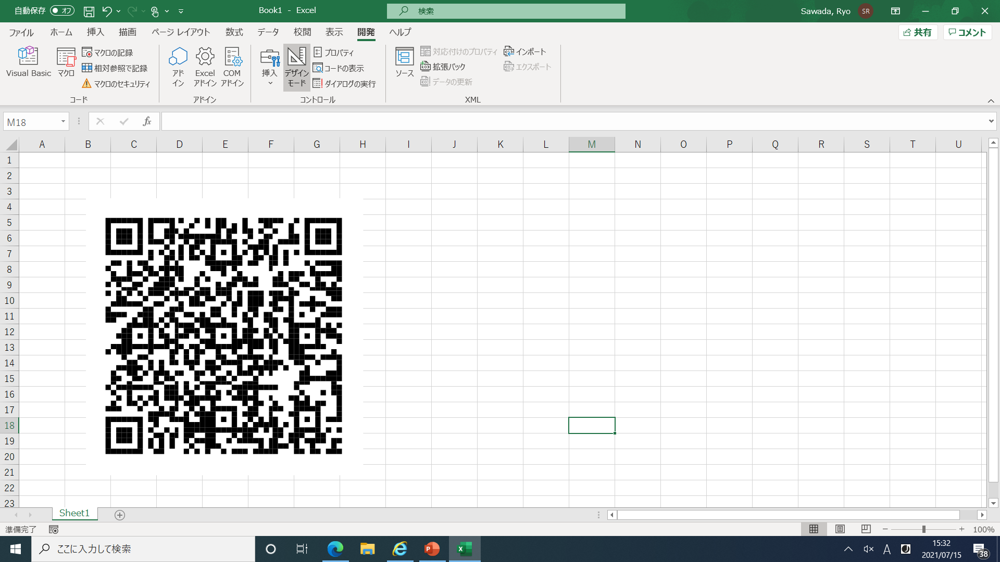 自動保存 オフ
Book1 - Excel
検索
Sawada, Ryo SR
ファイル ホーム 挿入 描画 ページ レイアウト 数式 データ 校閲 表示 開発 ヘルプ
共有 コメント
Visual Basic
マクロ
マクロの記録
相対参照で記録
マクロのセキュリティ
コード
アド
イン
Excel
アドイン
COM
アドイン
アドイン
挿入
デザイン
モード
プロパティ
コードの表示
ダイアログの実行
コントロール
ソース
対応付けのプロパティ
拡張パック
データの更新
インポート
エクスポート
XML
M18
fx
A B C D E F G H I J K L M N O P Q R S T U
1
2
3
4
5
6
7
8
9
10
11
12
13
14
15
16
17
18
19
20
21
22
23
Sheet1
準備完了
100%
ここに入力して検索
A
J
15:32
2021/07/15
38